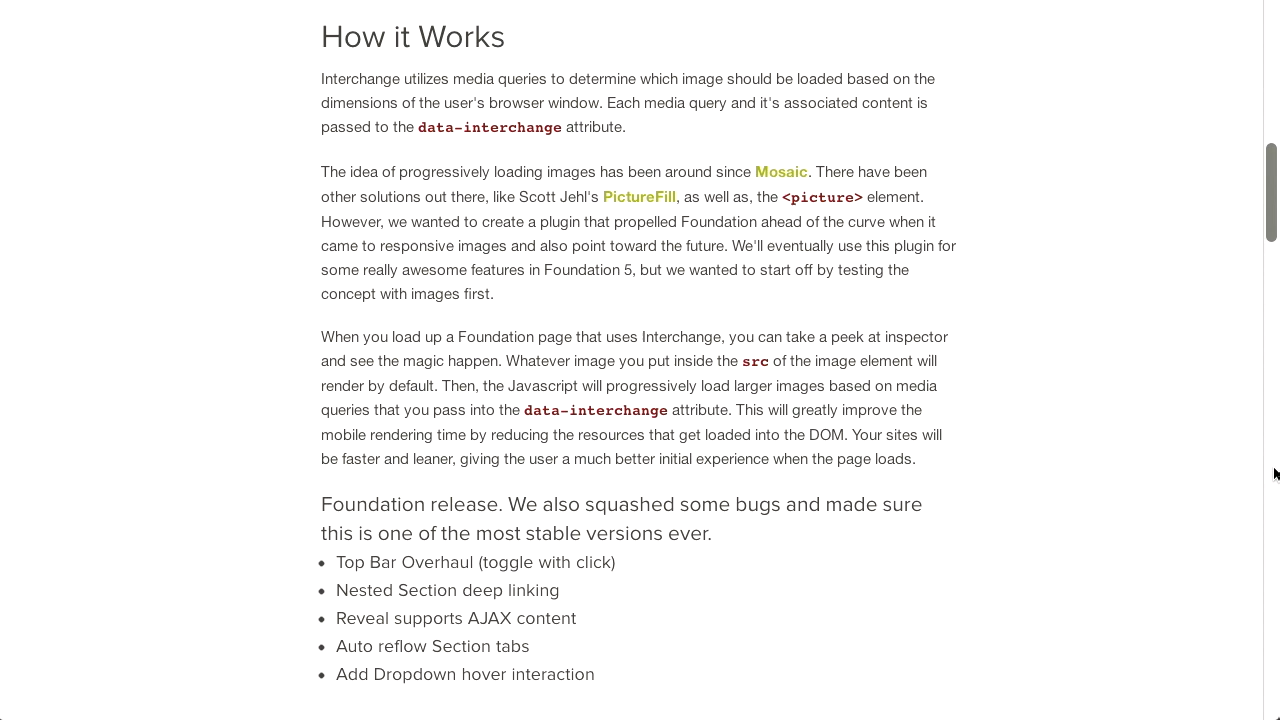 How it Works
Interchange utilizes media queries to determine which image should be loaded based on the
dimensions of the user's browser window. Each media query and it's associated content is
passed to the data-interchange attribute.
The idea of progressively loading images has been around since Mosaic. There have been
other solutions out there, like Scott Jehl's PictureFill, as well as, the <picture> element.
However, we wanted to create a plugin that propelled Foundation ahead of the curve when it
came to responsive images and also point toward the future. We'll eventually use this plugin for
some really awesome features in Foundation 5, but we wanted to start off by testing the
concept with images first.
When you load up a Foundation page that uses Interchange, you can take a peek at inspector
and see the magic happen. Whatever image you put inside the src of the image element will
render by default. Then, the Javascript will progressively load larger images based on media
queries that you pass into the data-interchange attribute. This will greatly improve the
mobile rendering time by reducing the resources that get loaded into the DOM. Your sites will
be faster and leaner, giving the user a much better initial experience when the page loads.
Foundation release. We also squashed some bugs and made sure
this is one of the most stable versions ever.
• Top Bar Overhaul (toggle with click)
• Nested Section deep linking
• Reveal supports AJAX content
• Auto reflow Section tabs
• Add Dropdown hover interaction